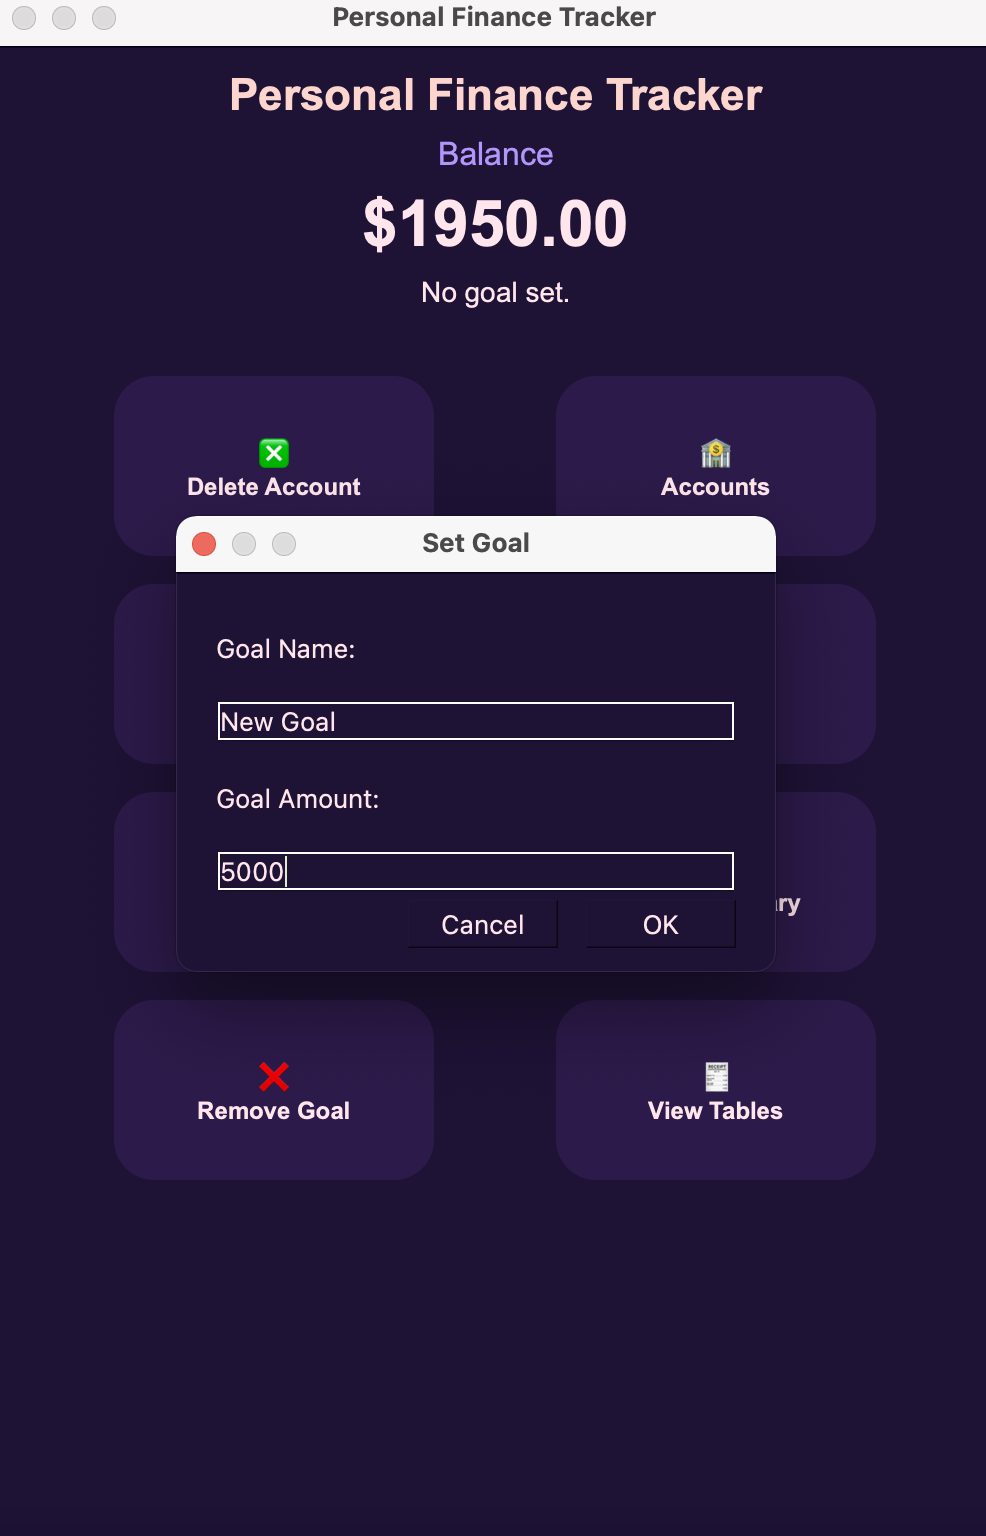 Personal Finance Tracker
Personal Finance Tracker
Balance
$1950.00
No goal set.
Delete Account
Accounts
Set Goal
Goal Name:
New Goal
Goal Amount:
5000
Cancel
OK
Remove Goal
View Tables